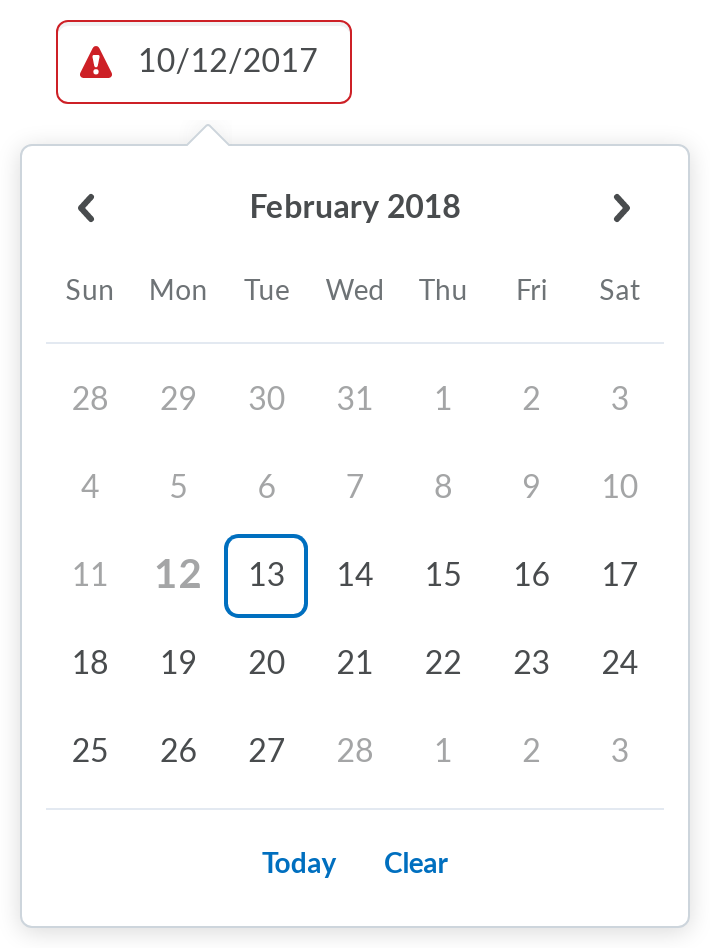 10/12/2017
February 2018
Sun Mon Tue Wed Thu Fri Sat
28 29 30 31 1 2 3
4 5 6 7 8 9 10
11 12 13 14 15 16 17
18 19 20 21 22 23 24
25 26 27 28 1 2 3
Today Clear